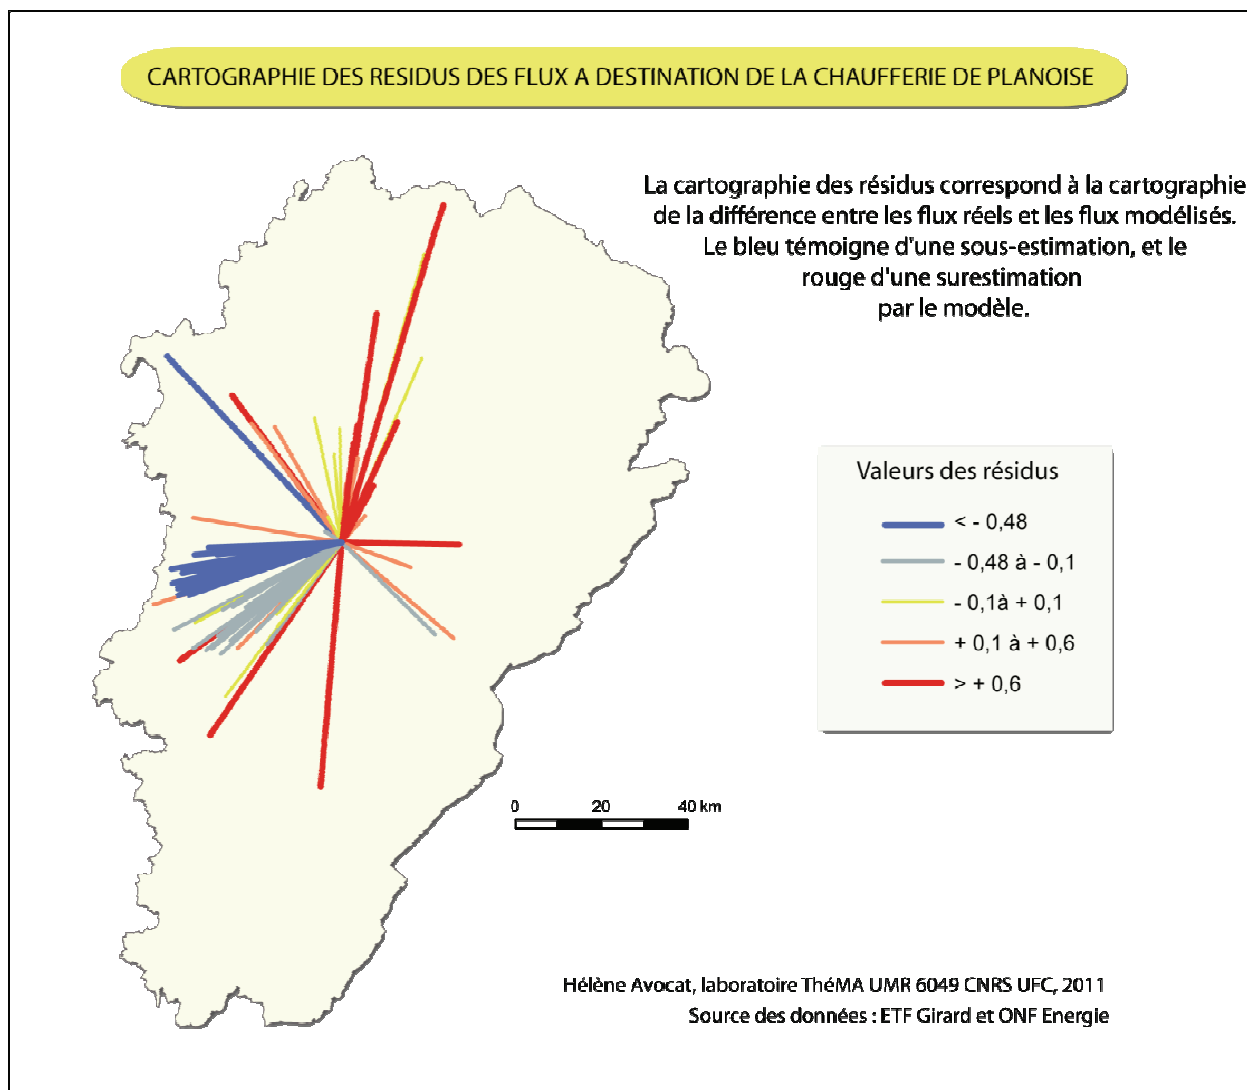 CARTOGRAPHIE DES RESIDUS DES FLUX A DESTINATION DE LA CHAUFFERIE DE PLANOISE
La cartographie des résidus correspond à la cartographie
de la différence entre les flux réels et les flux modélisés.
Le bleu témoigne d'une sous-estimation, et le
rouge d'une surestimation
par le modèle.
Valeurs des résidus
< - 0,48
- 0,48 à - 0,1
- 0,1à + 0,1
+ 0,1 à + 0,6
> + 0,6
0 20 40 km
Hélène Avocat, laboratoire ThéMA UMR 6049 CNRS UFC, 2011
Source des données : ETF Girard et ONF Energie